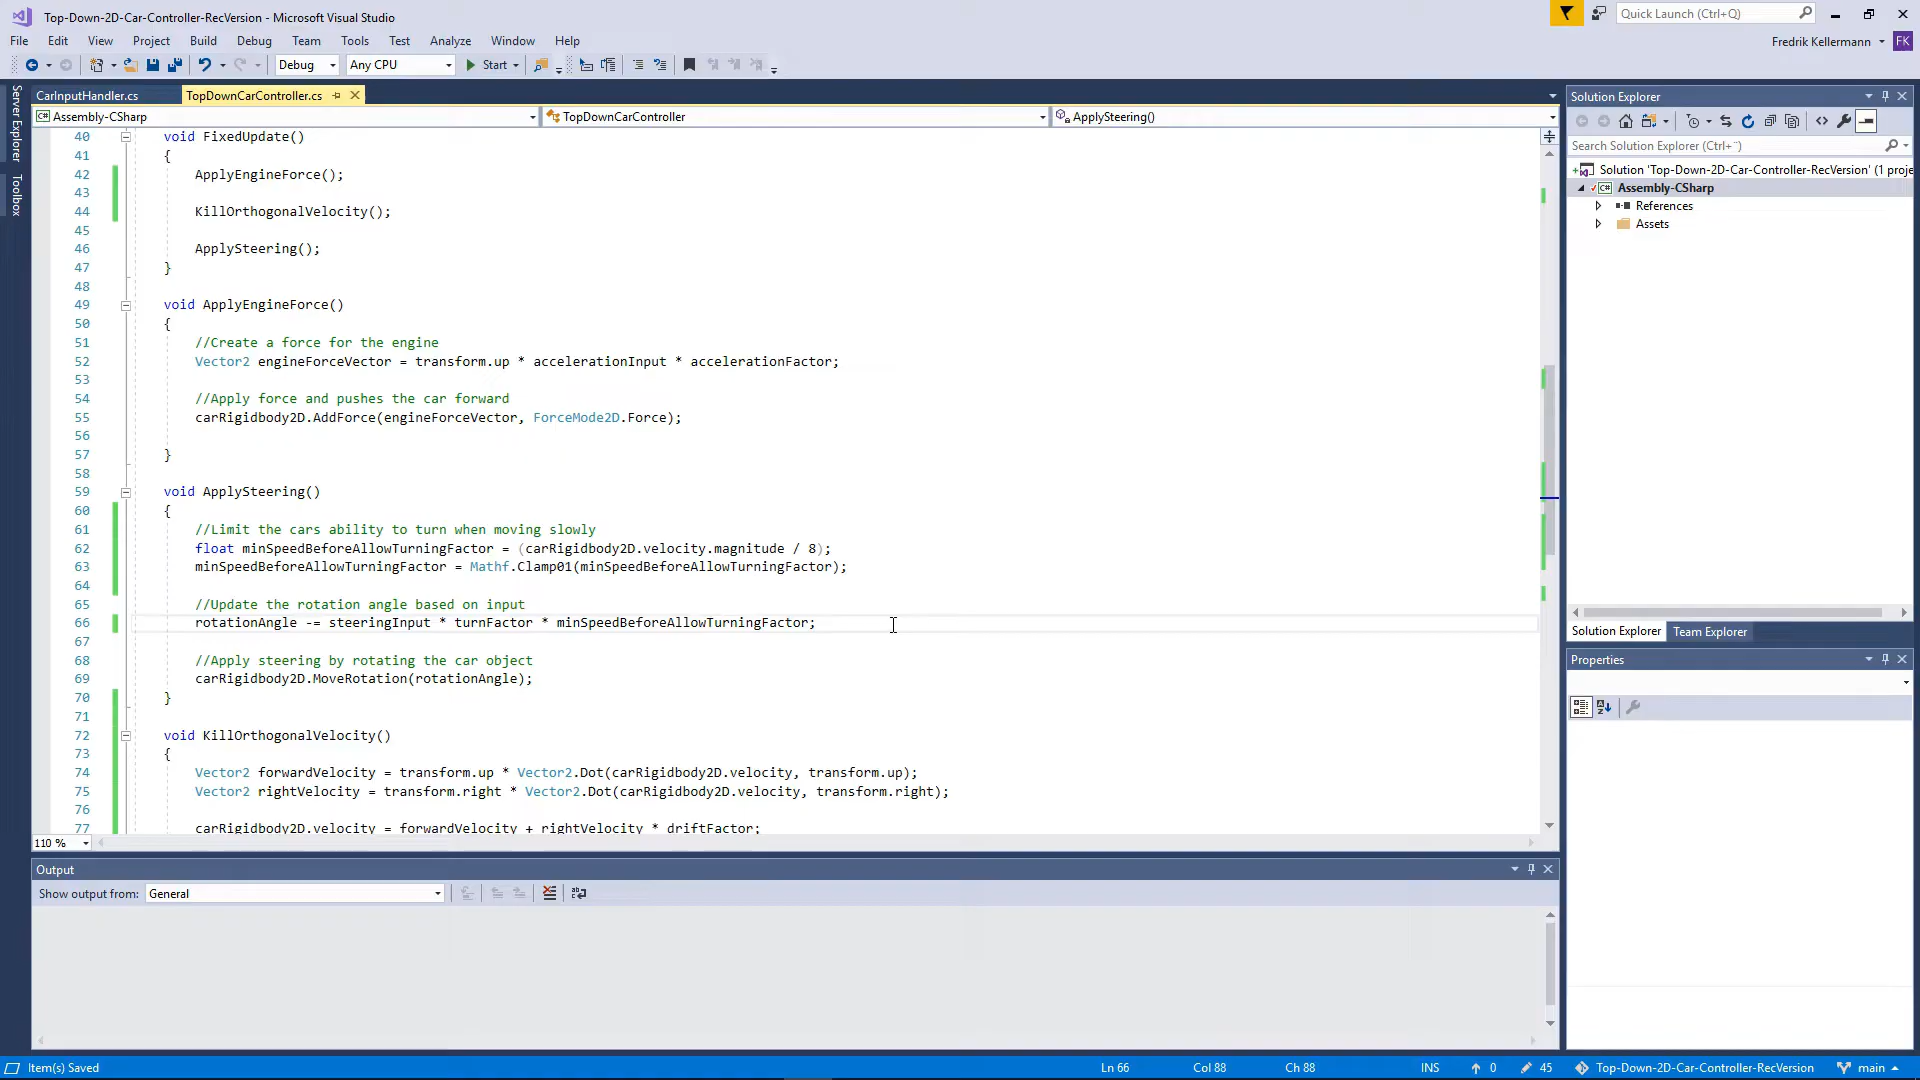 Top-Down-2D-Car-Controller-RecVersion - Microsoft Visual Studio
Quick Launch (Ctrl+Q)
File Edit View Project Build Debug Team Tools Test Analyze Window Help
Fredrik Kellermann FK
Debug Any CPU Start
Server Explorer
Toolbox
CarInputHandler.cs TopDownCarController.cs
Assembly-CSharp TopDownCarController ApplySteering()
40 void FixedUpdate()
41 {
42 ApplyEngineForce();
43
44 KillOrthogonalVelocity();
45
46 ApplySteering();
47 }
48
49 void ApplyEngineForce()
50 {
51 //Create a force for the engine
52 Vector2 engineForceVector = transform.up * accelerationInput * accelerationFactor;
53
54 //Apply force and pushes the car forward
55 carRigidbody2D.AddForce(engineForceVector, ForceMode2D.Force);
56
57 }
58
59 void ApplySteering()
60 {
61 //Limit the cars ability to turn when moving slowly
62 float minSpeedBeforeAllowTurningFactor = (carRigidbody2D.velocity.magnitude / 8);
63 minSpeedBeforeAllowTurningFactor = Mathf.Clamp01(minSpeedBeforeAllowTurningFactor);
64
65 //Update the rotation angle based on input
66 rotationAngle -= steeringInput * turnFactor * minSpeedBeforeAllowTurningFactor;
67
68 //Apply steering by rotating the car object
69 carRigidbody2D.MoveRotation(rotationAngle);
70 }
71
72 void KillOrthogonalVelocity()
73 {
74 Vector2 forwardVelocity = transform.up * Vector2.Dot(carRigidbody2D.velocity, transform.up);
75 Vector2 rightVelocity = transform.right * Vector2.Dot(carRigidbody2D.velocity, transform.right);
76
77 carRigidbody2D.velocity = forwardVelocity + rightVelocity * driftFactor;
110 %
Output
Show output from: General
Solution Explorer
Search Solution Explorer (Ctrl+¨)
Solution 'Top-Down-2D-Car-Controller-RecVersion' (1 proje
Assembly-CSharp
References
Assets
Solution Explorer Team Explorer
Properties
Item(s) Saved Ln 66 Col 88 Ch 88 INS 0 45 Top-Down-2D-Car-Controller-RecVersion main